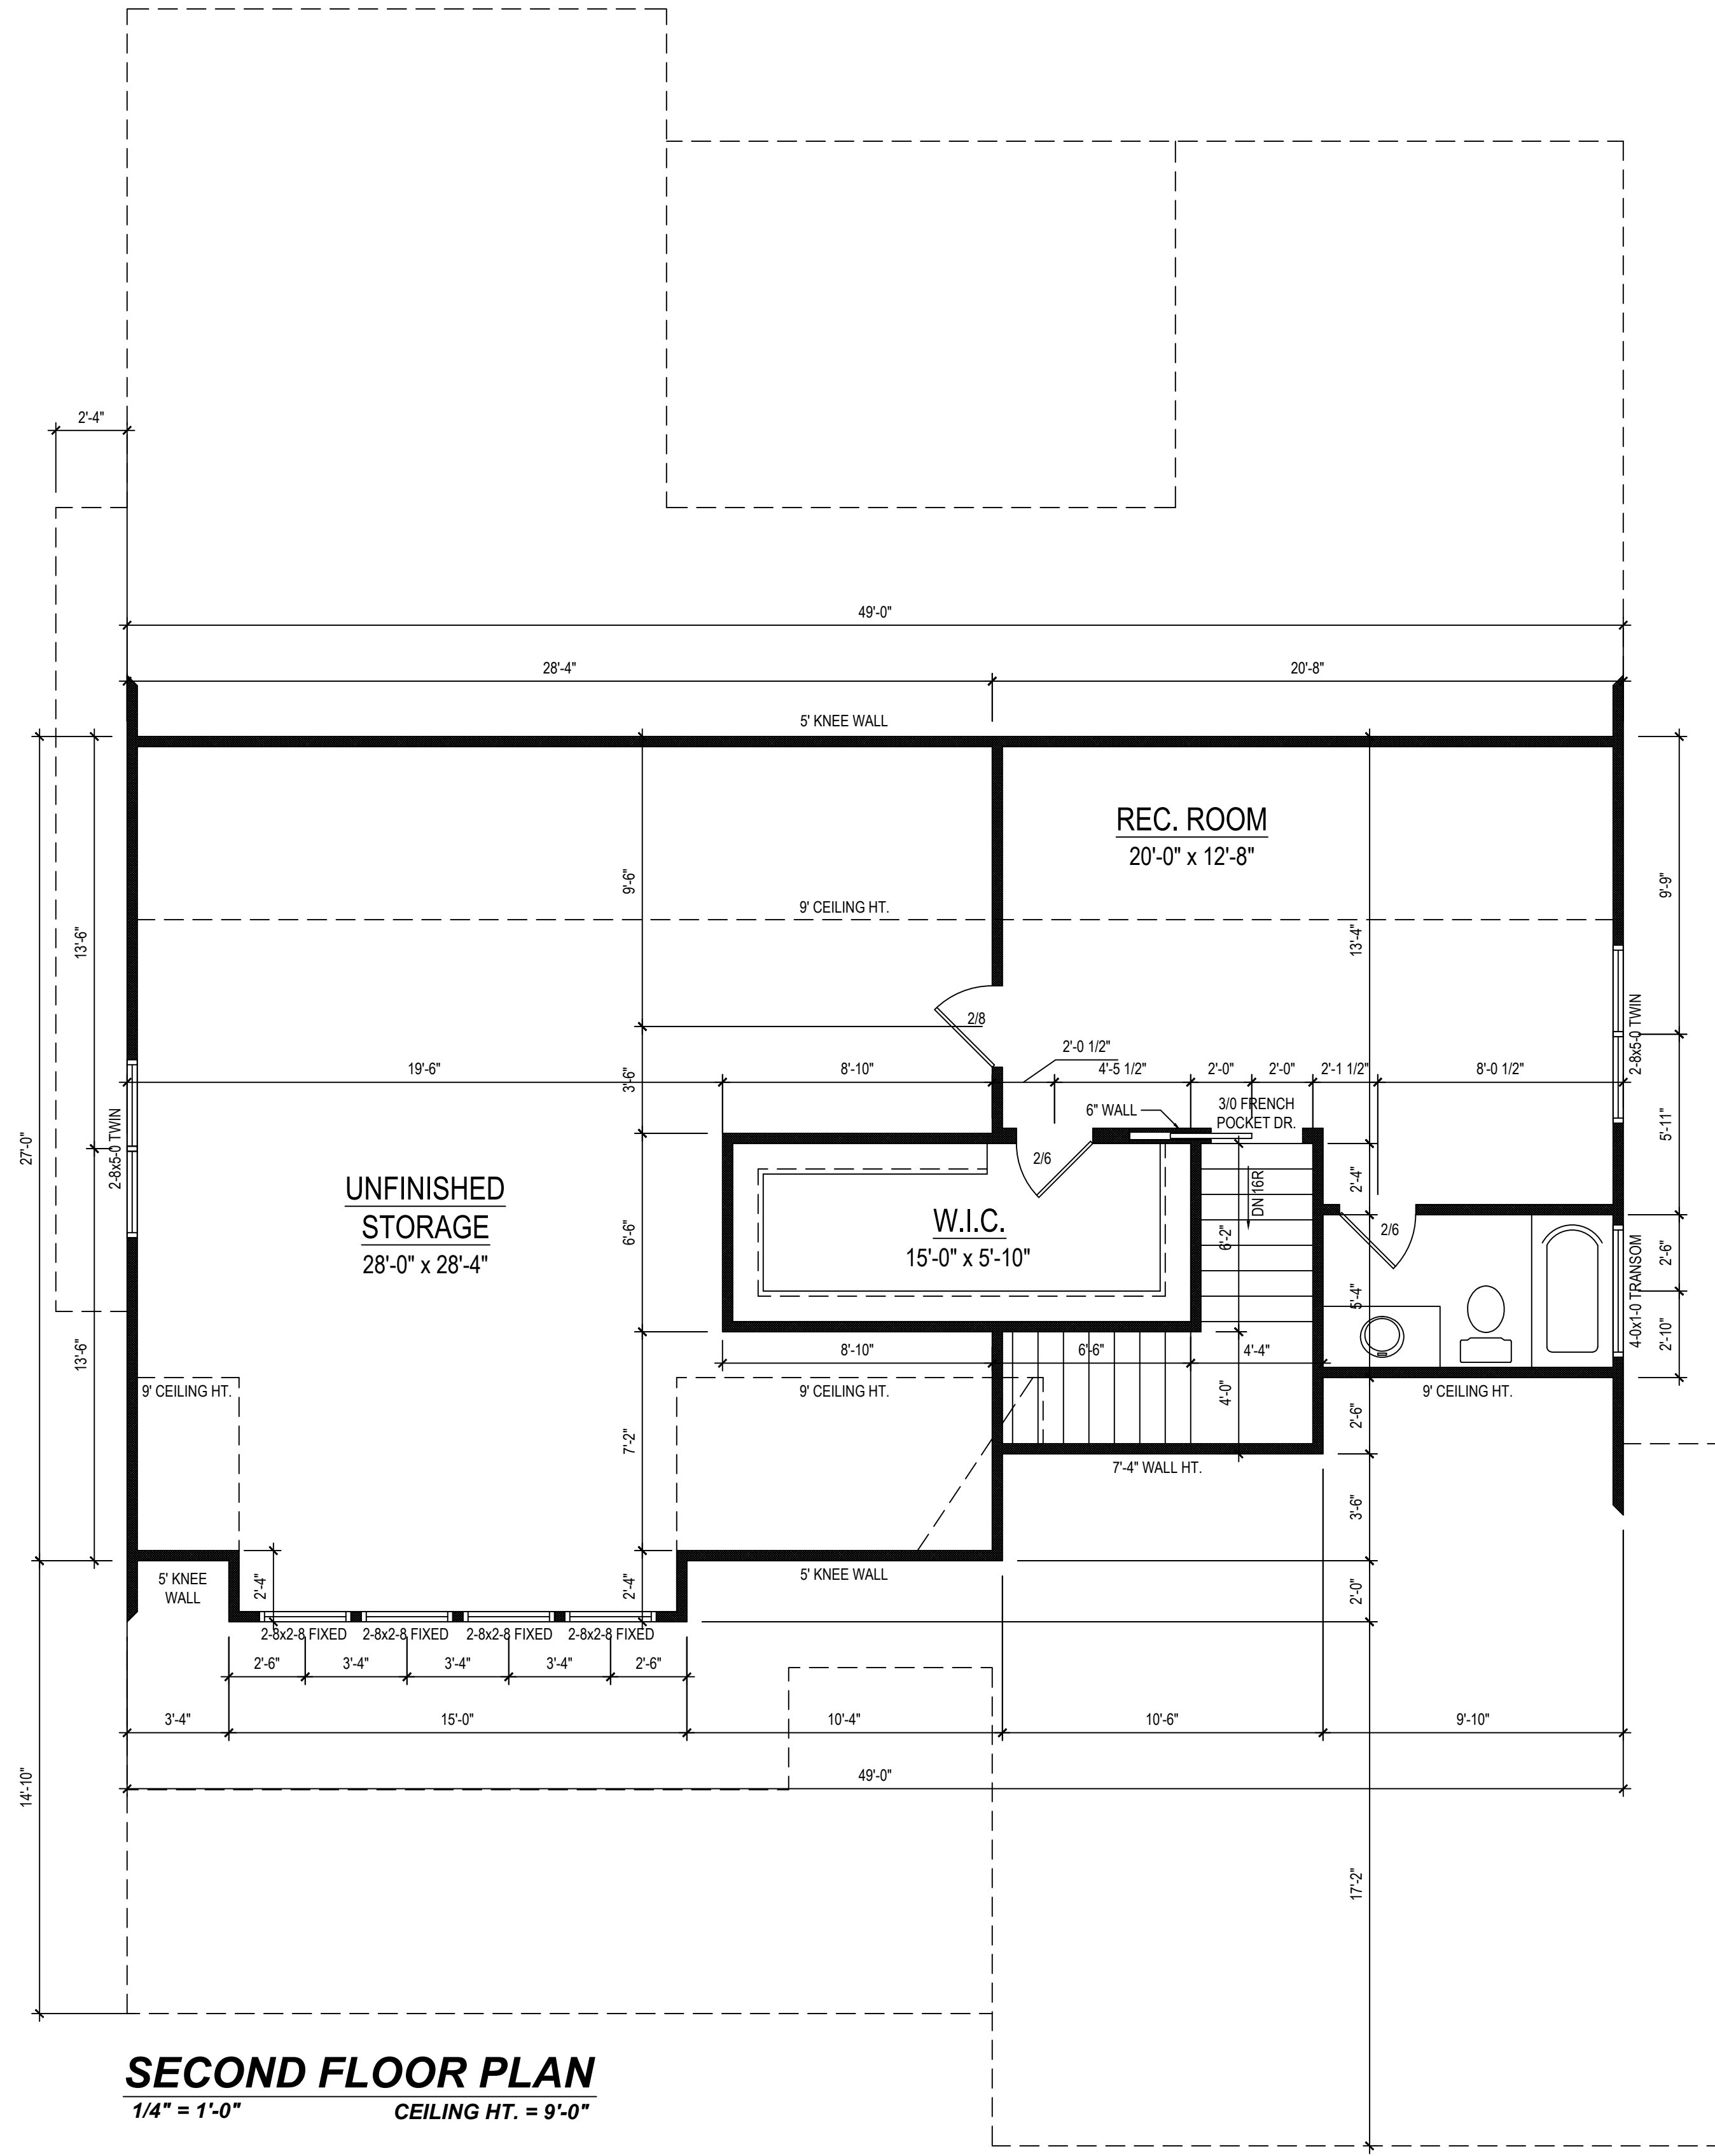 2'-4"
49'-0"
28'-4"
20'-8"
5' KNEE WALL
REC. ROOM
20'-0" x 12'-8"
9'-6"
9'-9"
9' CEILING HT.
13'-6"
13'-4"
2/8
2-8x5-0 TWIN
2'-0 1/2"
19'-6"
8'-10"
4'-5 1/2"
2'-0"
2'-0"
2'-1 1/2"
8'-0 1/2"
3'-6"
6" WALL
3/0 FRENCH
POCKET DR.
5'-11"
27'-0"
2-8x5-0 TWIN
2/6
DN 16R
2'-4"
UNFINISHED
STORAGE
28'-0" x 28'-4"
6'-6"
W.I.C.
15'-0" x 5'-10"
6'-2"
2/6
2'-6"
5'-4"
4-0x1-0 TRANSOM
2'-10"
13'-6"
8'-10"
6'-6"
4'-4"
9' CEILING HT.
9' CEILING HT.
4'-0"
9' CEILING HT.
7'-2"
2'-6"
7'-4" WALL HT.
3'-6"
5' KNEE
WALL
2'-4"
2'-4"
5' KNEE WALL
2'-0"
2-8x2-8 FIXED
2-8x2-8 FIXED
2-8x2-8 FIXED
2-8x2-8 FIXED
2'-6"
3'-4"
3'-4"
3'-4"
2'-6"
3'-4"
15'-0"
10'-4"
10'-6"
9'-10"
49'-0"
14'-10"
17'-2"
SECOND FLOOR PLAN
1/4" = 1'-0"
CEILING HT. = 9'-0"